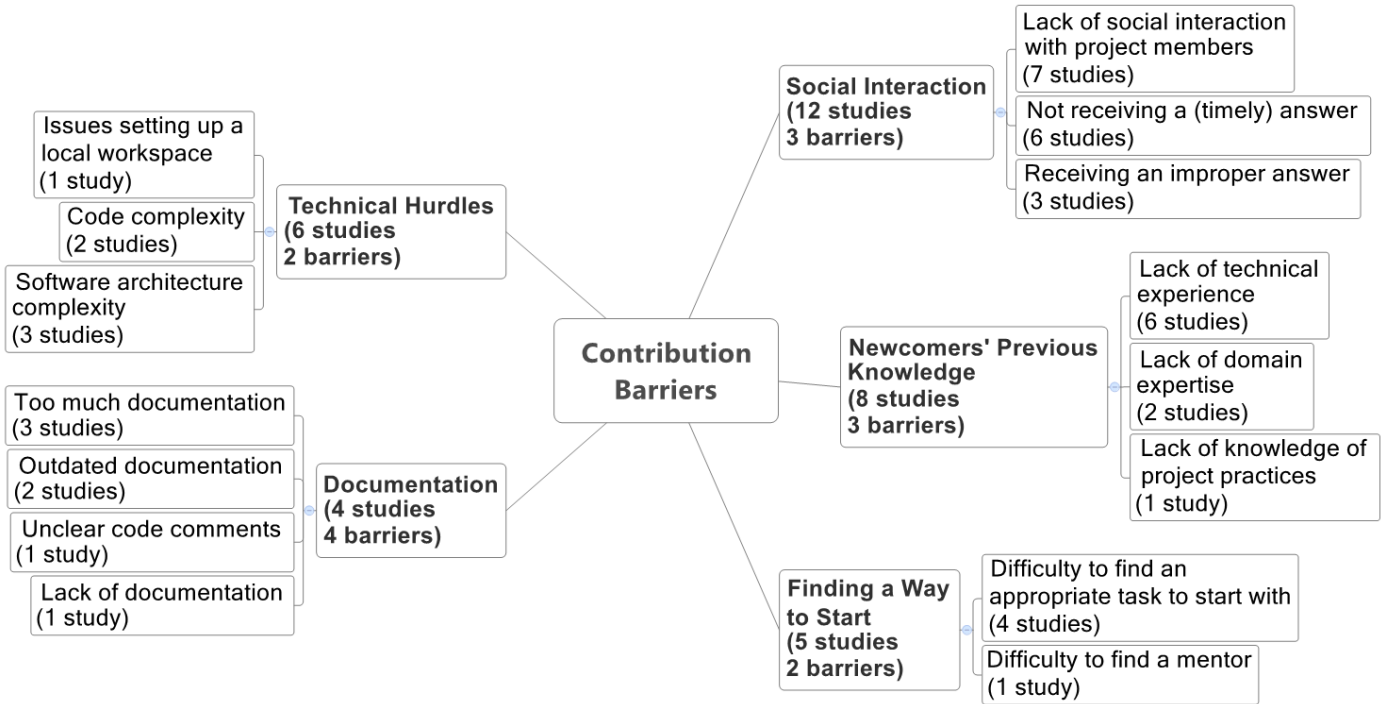 Contribution
Barriers
Social Interaction
(12 studies
3 barriers)
Lack of social interaction
with project members
(7 studies)
Not receiving a (timely) answer
(6 studies)
Receiving an improper answer
(3 studies)
Newcomers' Previous
Knowledge
(8 studies
3 barriers)
Lack of technical
experience
(6 studies)
Lack of domain
expertise
(2 studies)
Lack of knowledge of
project practices
(1 study)
Finding a Way
to Start
(5 studies
2 barriers)
Difficulty to find an
appropriate task to start with
(4 studies)
Difficulty to find a mentor
(1 study)
Technical Hurdles
(6 studies
2 barriers)
Issues setting up a
local workspace
(1 study)
Code complexity
(2 studies)
Software architecture
complexity
(3 studies)
Documentation
(4 studies
4 barriers)
Too much documentation
(3 studies)
Outdated documentation
(2 studies)
Unclear code comments
(1 study)
Lack of documentation
(1 study)